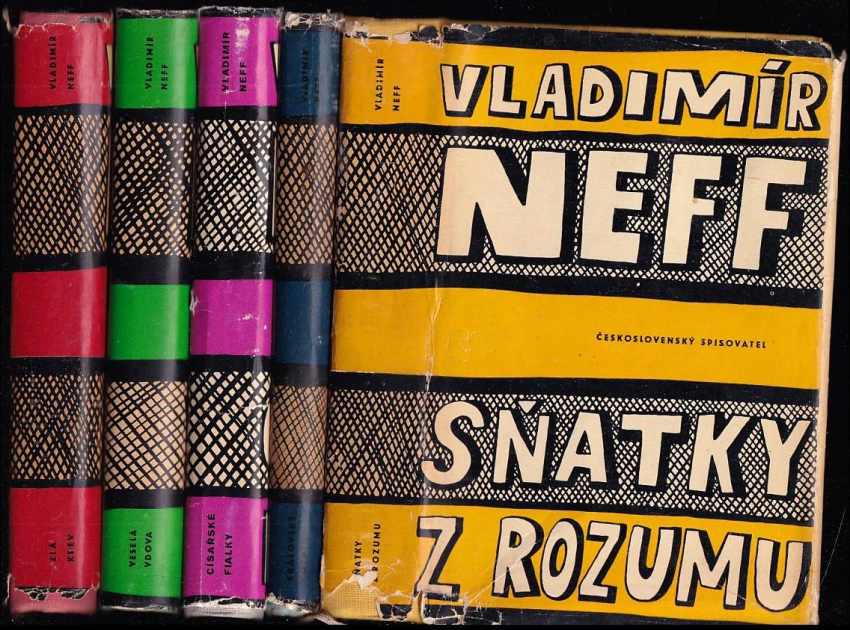 VLADIMÍR
NEFF
ZLÁ
KREV
VLADIMÍR
NEFF
VESELÁ
VDOVA
VLADIMÍR
NEFF
CÍSAŘSKÉ
FIALKY
VLADIMÍR
NEFF
KRÁLOVSKÝ
VLADIMÍR
NEFF
ŇATKY
ROZUMU
VLADIMÍR
NEFF
ČESKOSLOVENSKÝ SPISOVATEL
SŇATKY
Z ROZUMU